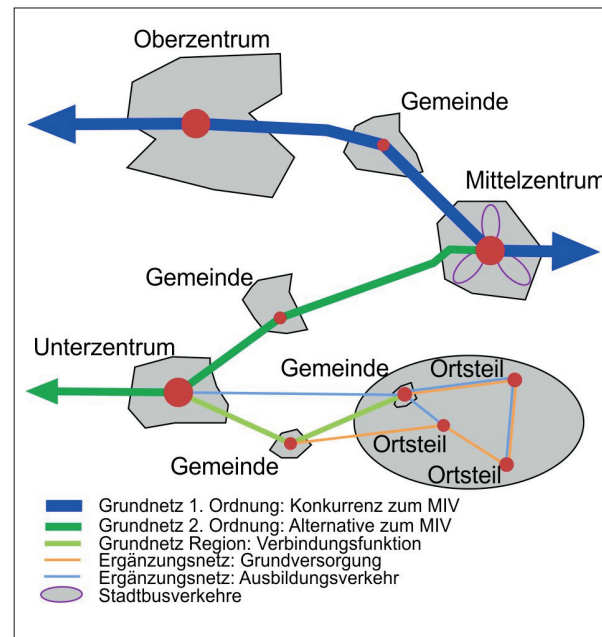 Oberzentrum
Gemeinde
Mittelzentrum
Gemeinde
Unterzentrum
Gemeinde
Ortsteil
Ortsteil
Gemeinde
Ortsteil
Grundnetz 1. Ordnung: Konkurrenz zum MIV
Grundnetz 2. Ordnung: Alternative zum MIV
Grundnetz Region: Verbindungsfunktion
Ergänzungsnetz: Grundversorgung
Ergänzungsnetz: Ausbildungsverkehr
Stadtbusverkehre